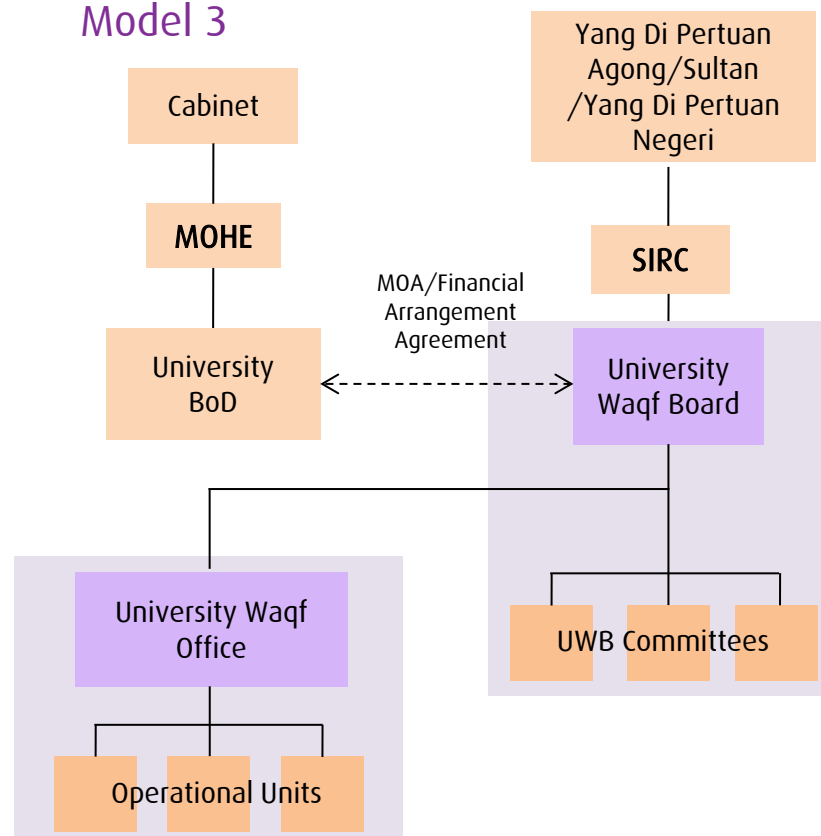 Model 3
Cabinet
Yang Di Pertuan
Agong/Sultan
/Yang Di Pertuan
Negeri
MOHE
SIRC
MOA/Financial
Arrangement
Agreement
University
BoD
University
Waqf Board
University Waqf
Office
UWB Committees
Operational Units